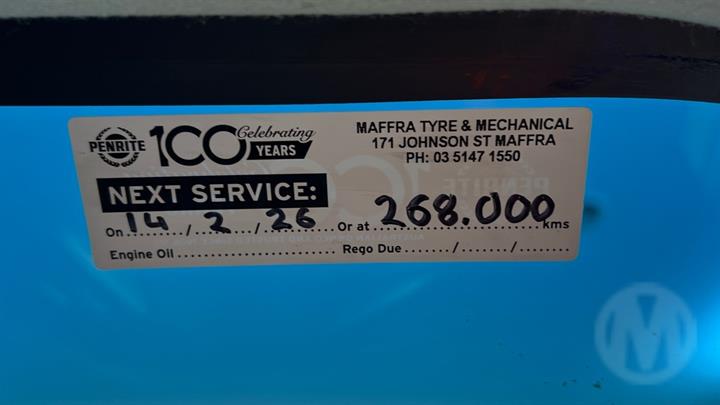 PENRITE 100 Celebrating YEARS
MAFFRA TYRE & MECHANICAL
171 JOHNSON ST MAFFRA
PH: 03 5147 1550
NEXT SERVICE:
On 14 / 2 / 26 Or at 268.000 kms
Engine Oil ........................ Rego Due ....../....../......
M